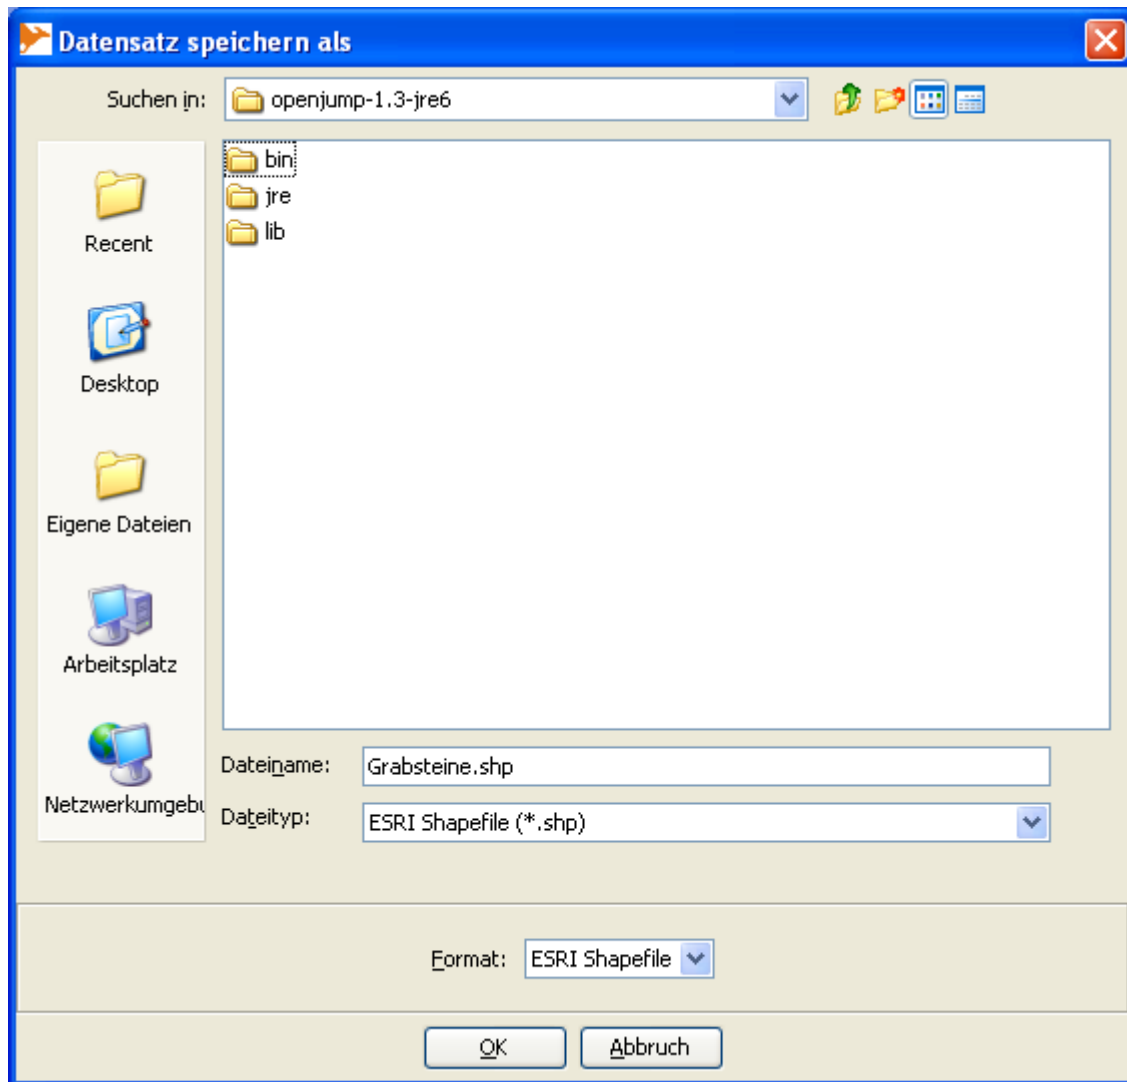 Datensatz speichern als
Suchen in: openjump-1.3-jre6
bin
jre
lib
Recent
Desktop
Eigene Dateien
Arbeitsplatz
Netzwerkumgebu
Dateiname: Grabsteine.shp
Dateityp: ESRI Shapefile (*.shp)
Format: ESRI Shapefile
OK Abbruch